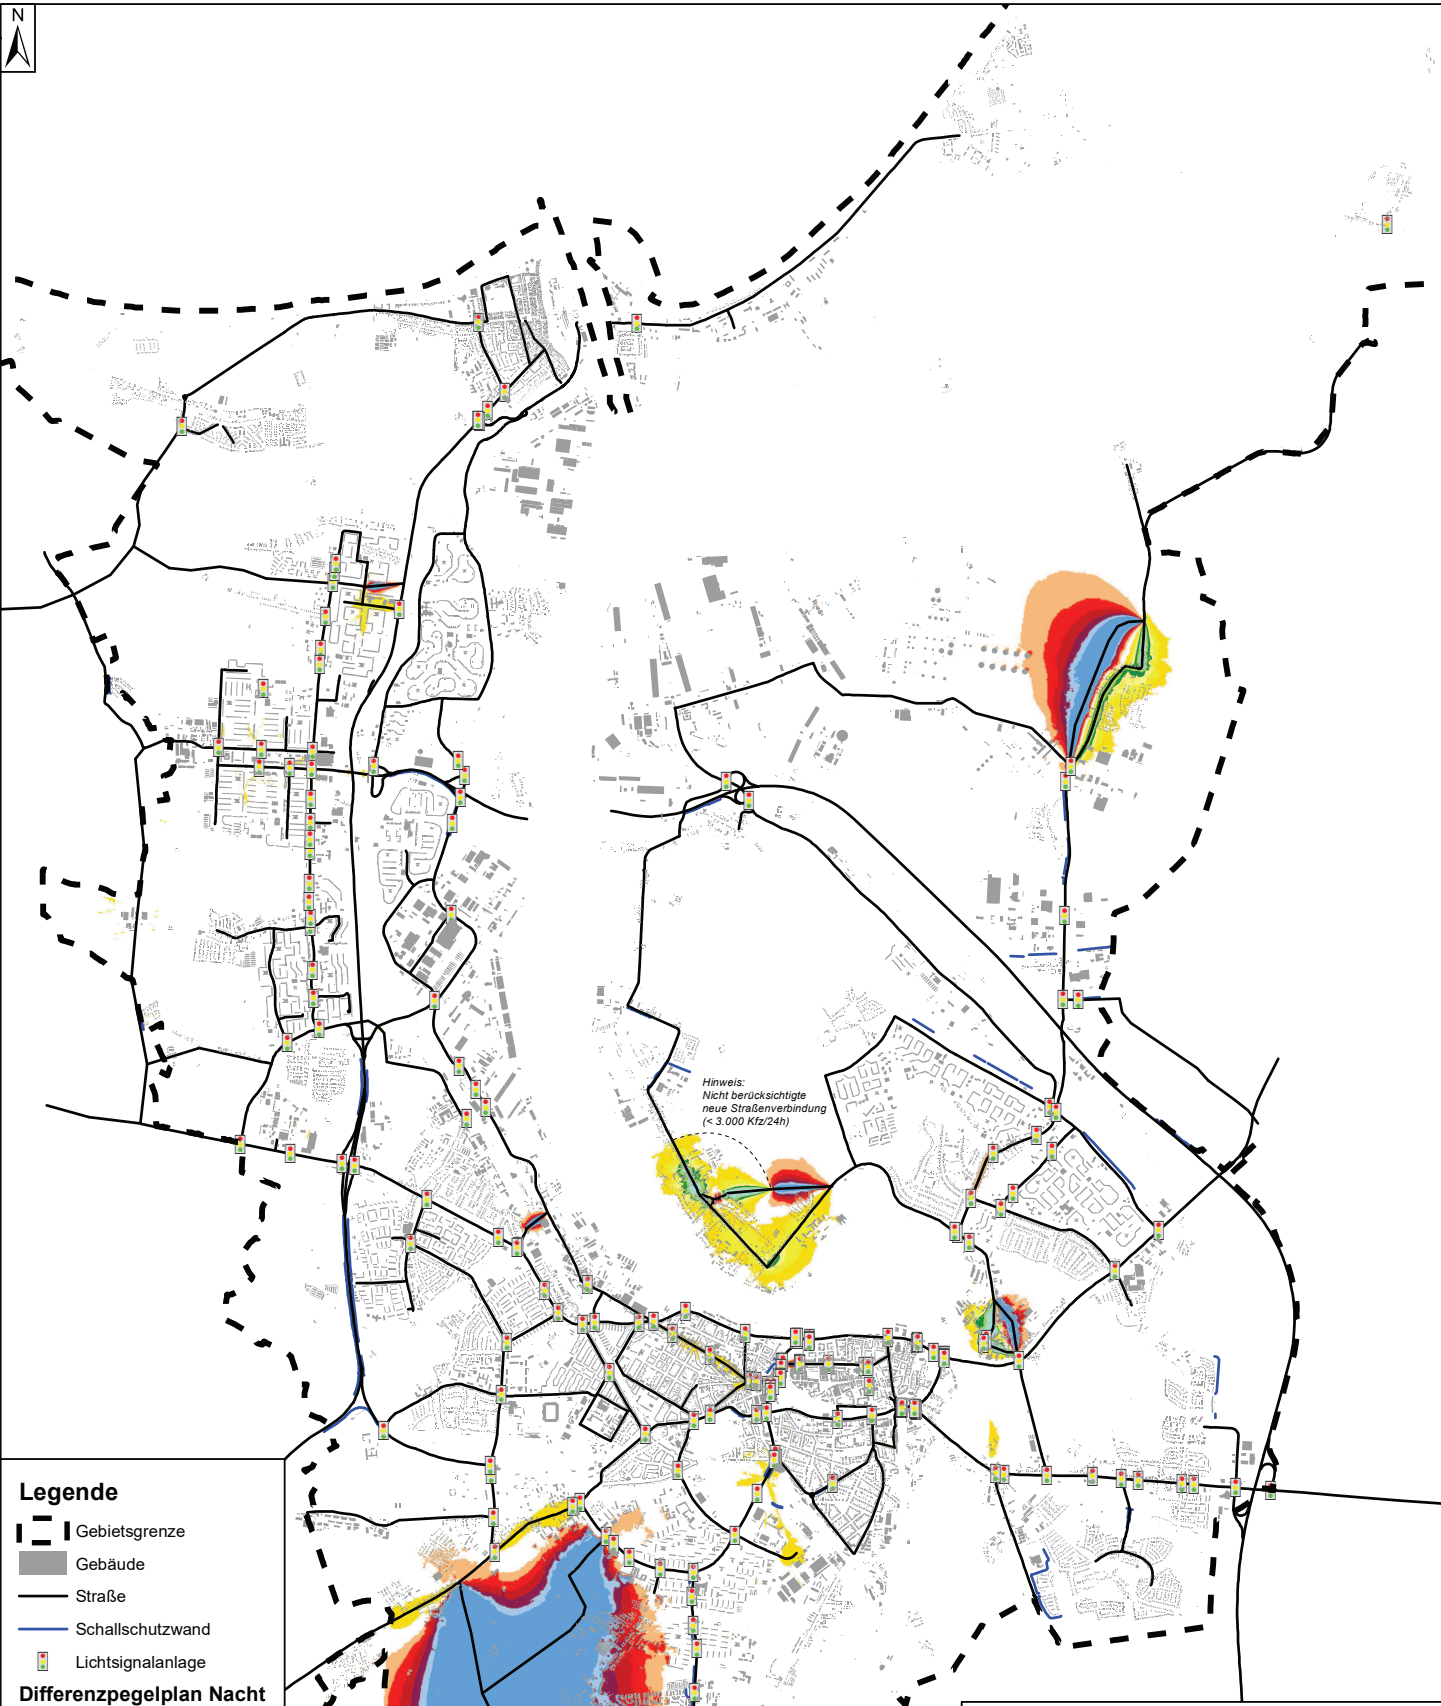 N
Hinweis:
Nicht berücksichtigte
neue Straßenverbindung
(< 3.000 Kfz/24h)
Legende
Gebietsgrenze
Gebäude
Straße
Schallschutzwand
Lichtsignalanlage
Differenzpegelplan Nacht